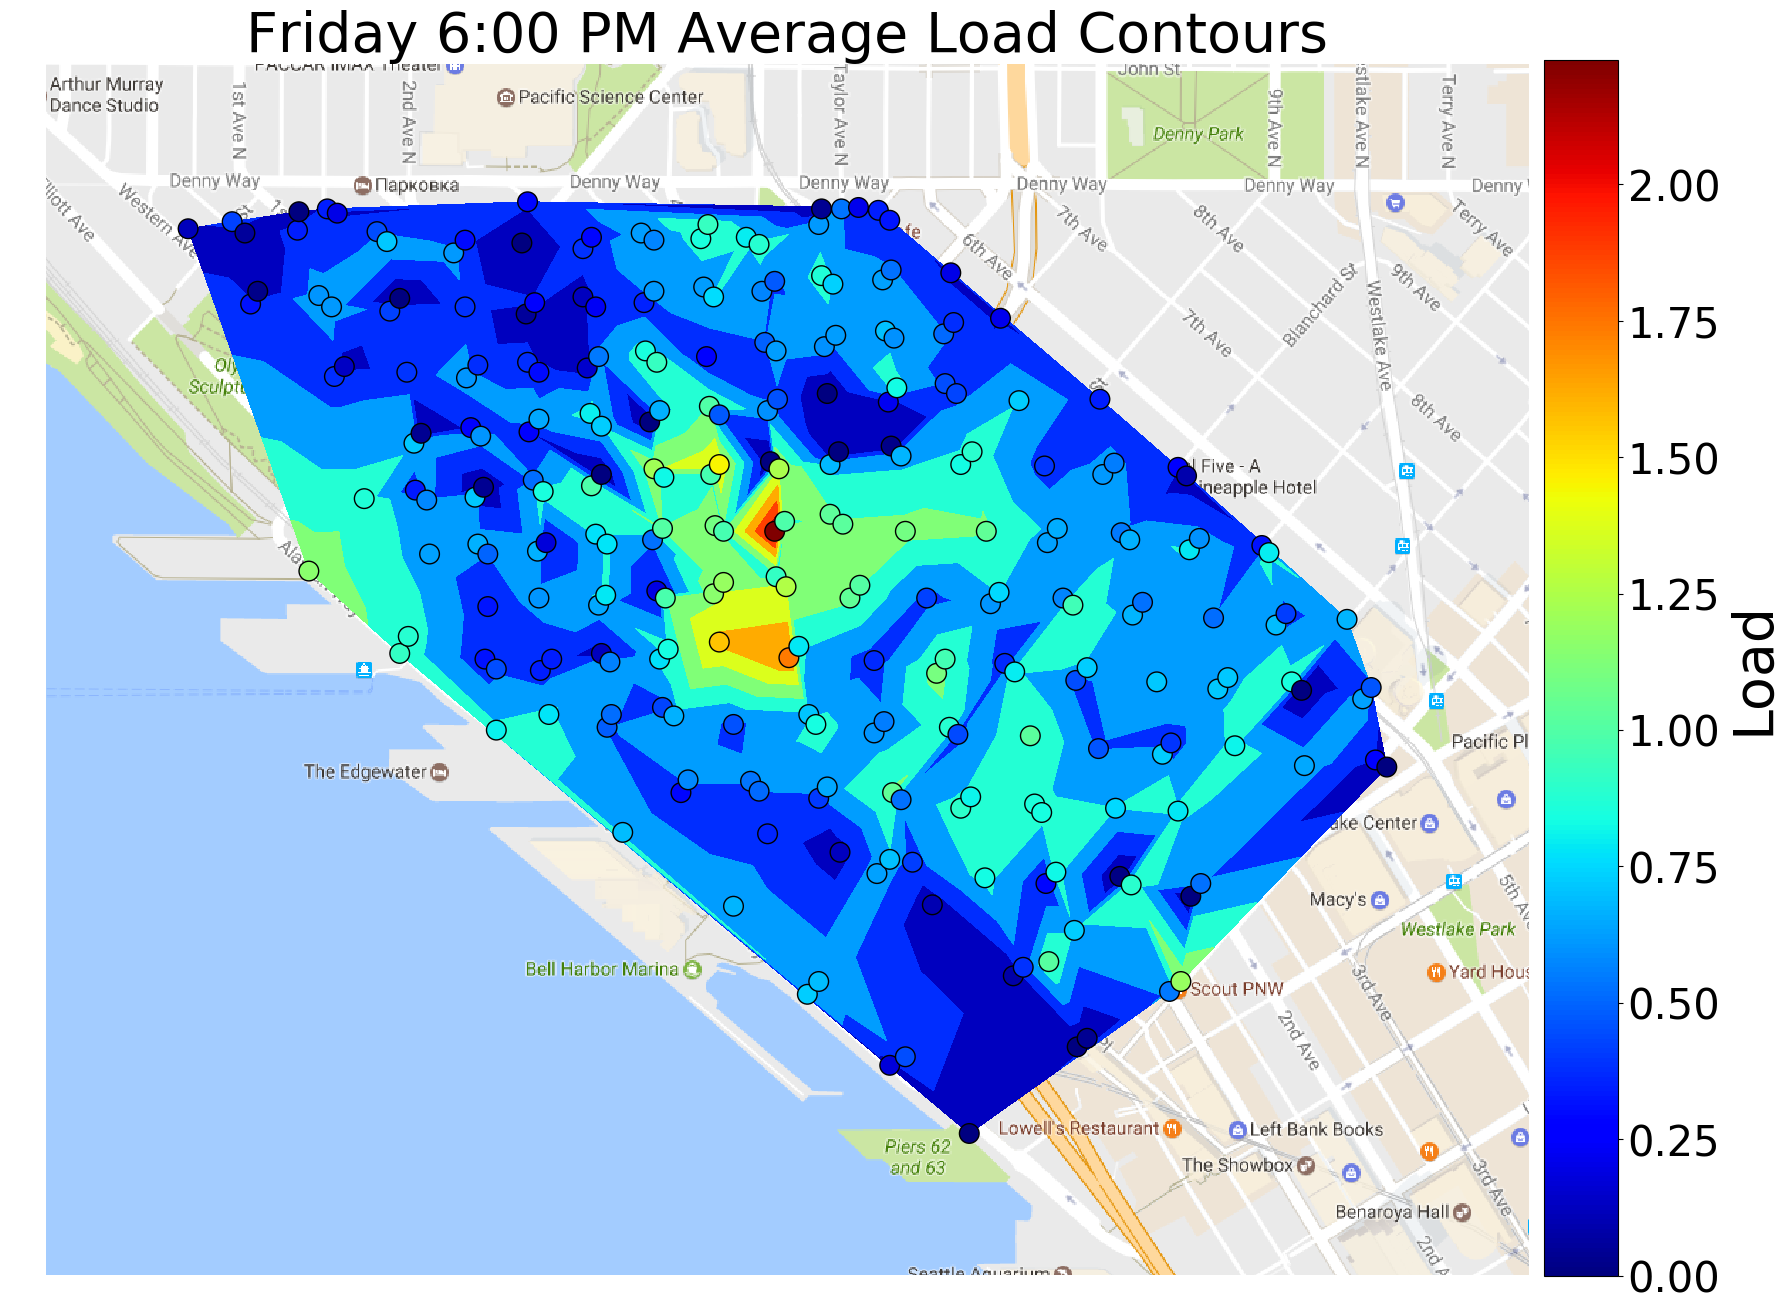 Friday 6:00 PM Average Load Contours
Arthur Murray
Dance Studio
1st Ave N
2nd Ave N
PACCAR IMAX Theater
Pacific Science Center
Taylor Ave N
John St
Denny Park
9th Ave N
Westlake Ave N
Terry Ave N
Denny Way
Парковка
Denny Way
Denny Way
Denny Way
Denny Way
Denny
Elliott Ave
Western Ave
6th Ave
7th Ave
8th Ave
Terry Ave
9th Ave
Blanchard St
7th Ave
Westlake Ave
8th Ave
Five - A
ineapple Hotel
The Edgewater
Bell Harbor Marina
Pacific Pl
ake Center
Macy's
5th Ave
Westlake Park
Yard Hous
Scout PNW
3rd Ave
2nd Ave
Piers 62
and 63
Lowell's Restaurant
Left Bank Books
The Showbox
3rd Ave
Benaroya Hall
2nd A
Seattle Aquarium
2.00
1.75
1.50
1.25
1.00
0.75
0.50
0.25
0.00
Load